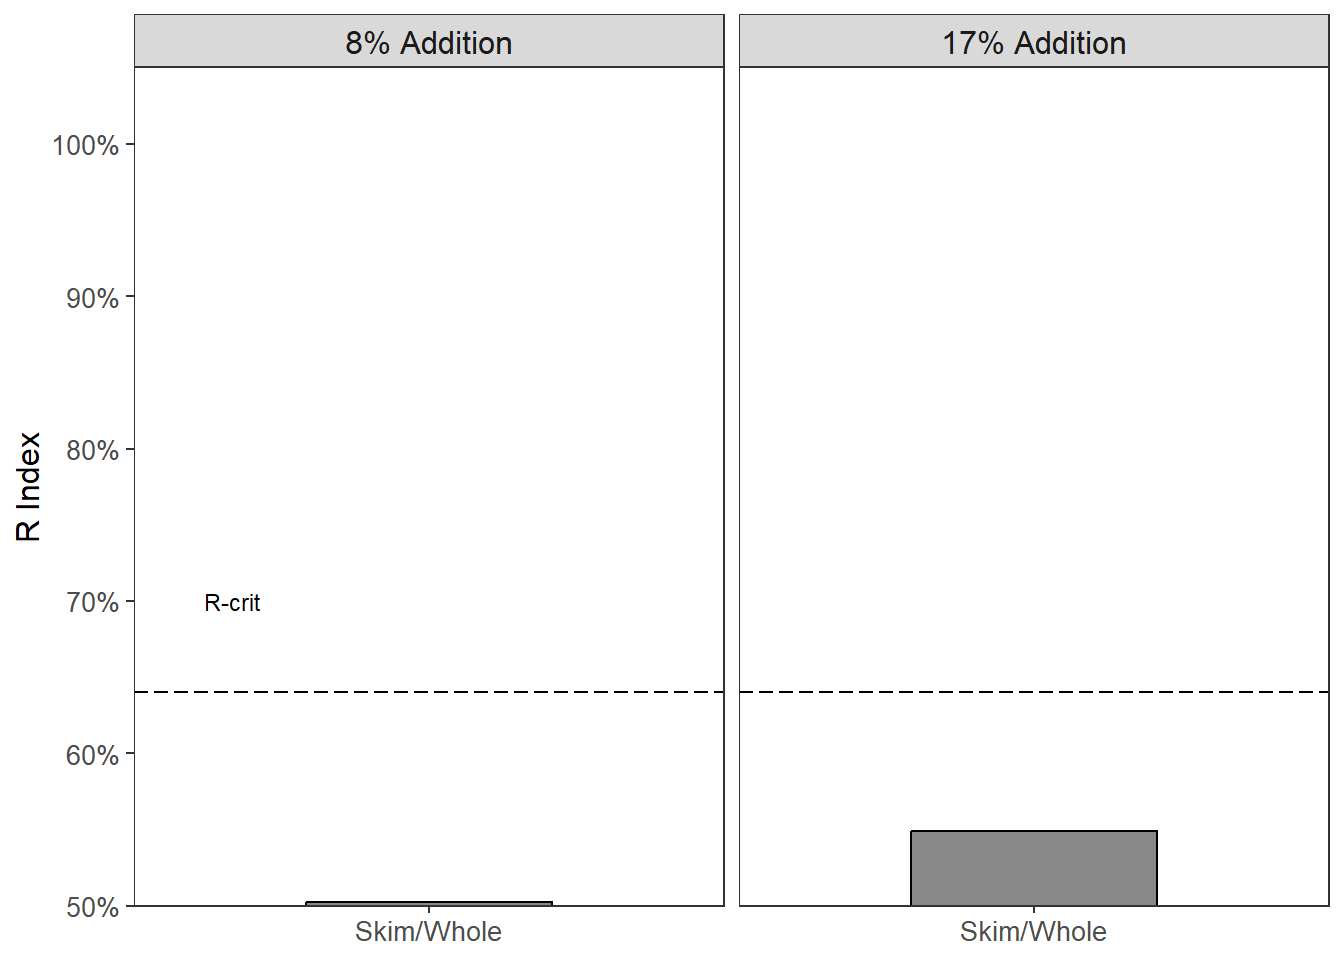 8% Addition
17% Addition
100%
90%
80%
70%
60%
50%
R Index
R-crit
Skim/Whole
Skim/Whole